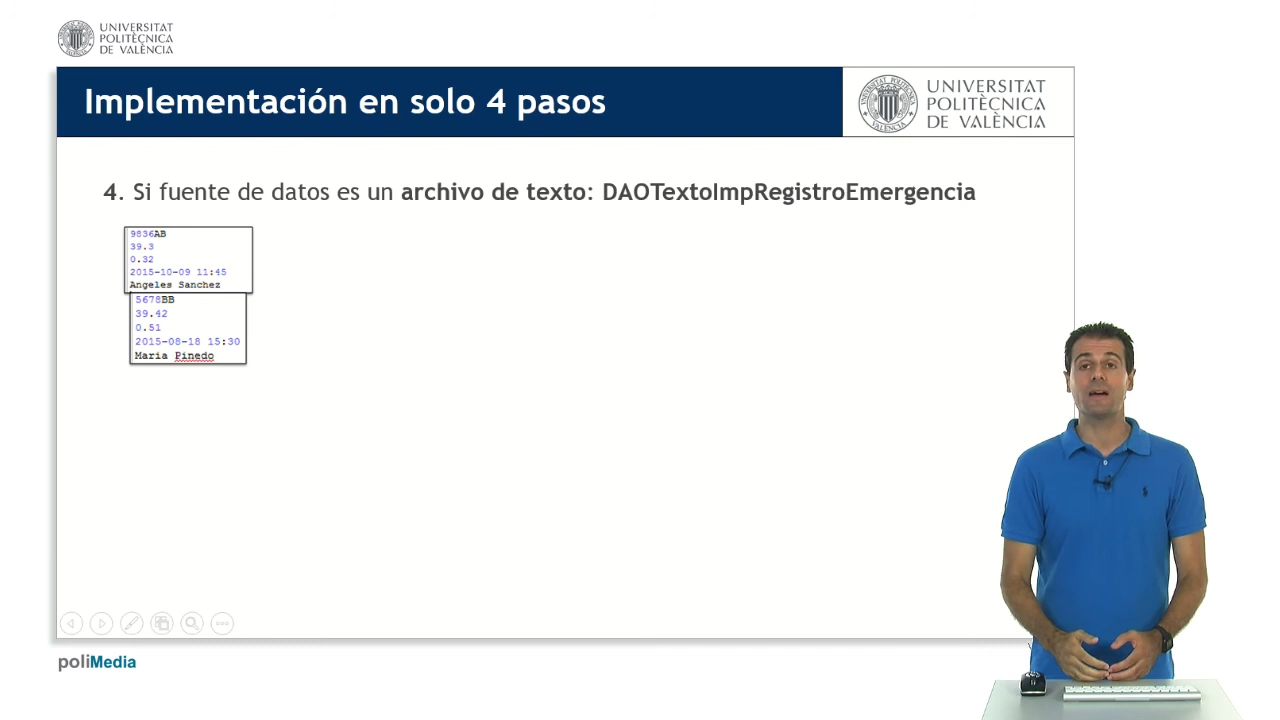 UNIVERSITAT
POLITÈCNICA
DE VALÈNCIA
Implementación en solo 4 pasos
UNIVERSITAT
POLITÈCNICA
DE VALÈNCIA
4. Si fuente de datos es un archivo de texto: DAOTextoImpRegistroEmergencia
9836AB
39.3
0.32
2015-10-09 11:45
Angeles Sanchez
5678BB
39.42
0.51
2015-08-18 15:30
Maria Pinedo
poliMedia